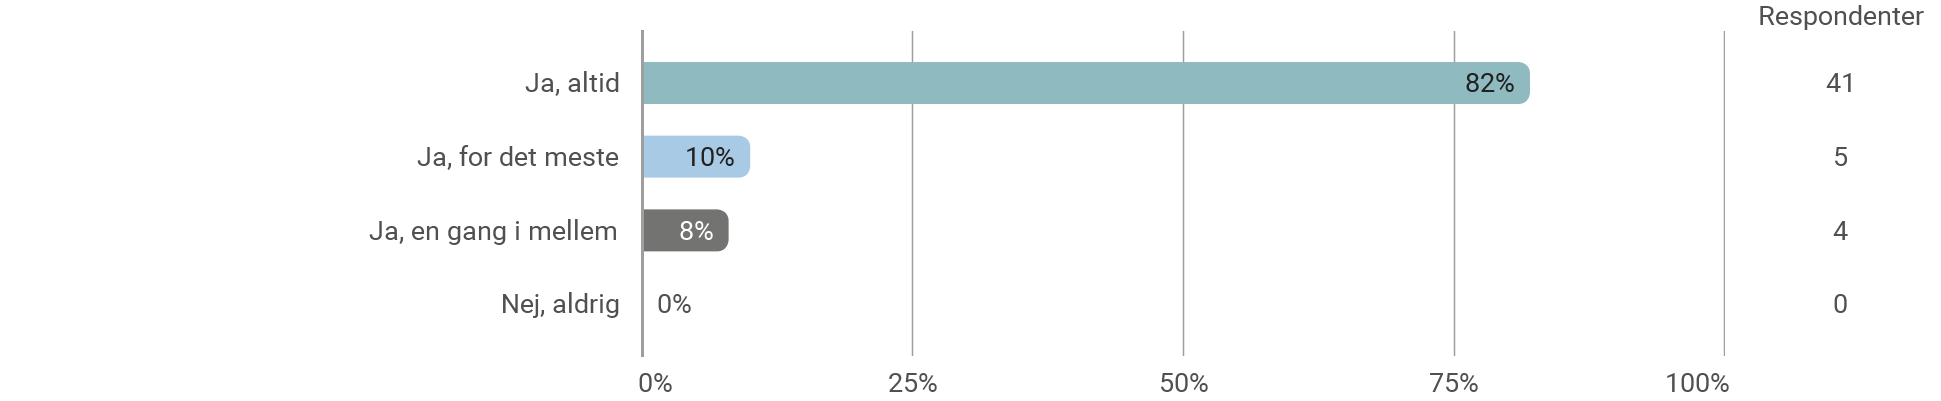 Respondenter
Ja, altid 82% 41
Ja, for det meste 10% 5
Ja, en gang i mellem 8% 4
Nej, aldrig 0% 0
0% 25% 50% 75% 100%